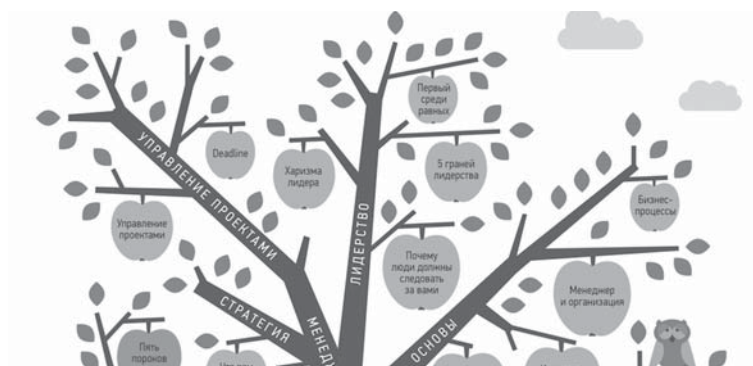 Первый
среди
равных
УПРАВЛЕНИЕ ПРОЕКТАМИ
Deadline
Харизма
лидера
5 граней
лидерства
ЛИДЕРСТВО
Бизнес-
процессы
Управление
проектами
Почему
люди должны
следовать
за вами
Менеджер
и организация
СТРАТЕГИЯ
ОСНОВЫ
Пять
пороков